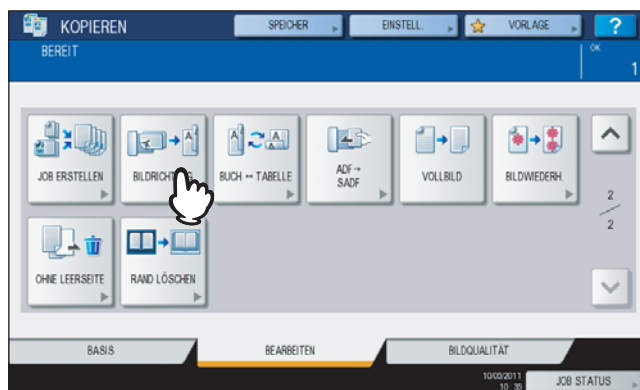 KOPIEREN SPEICHER EINSTELL. VORLAGE ?
BEREIT OK
1
JOB ERSTELLEN BUCH ↔ TABELLE ADF→ SADF VOLLBILD BILDWIEDERH.
2
2
OHNE LEERSEITE RAND LÖSCHEN
BASIS BEARBEITEN BILDQUALITÄT
10/05/2011
10:35 JOB STATUS